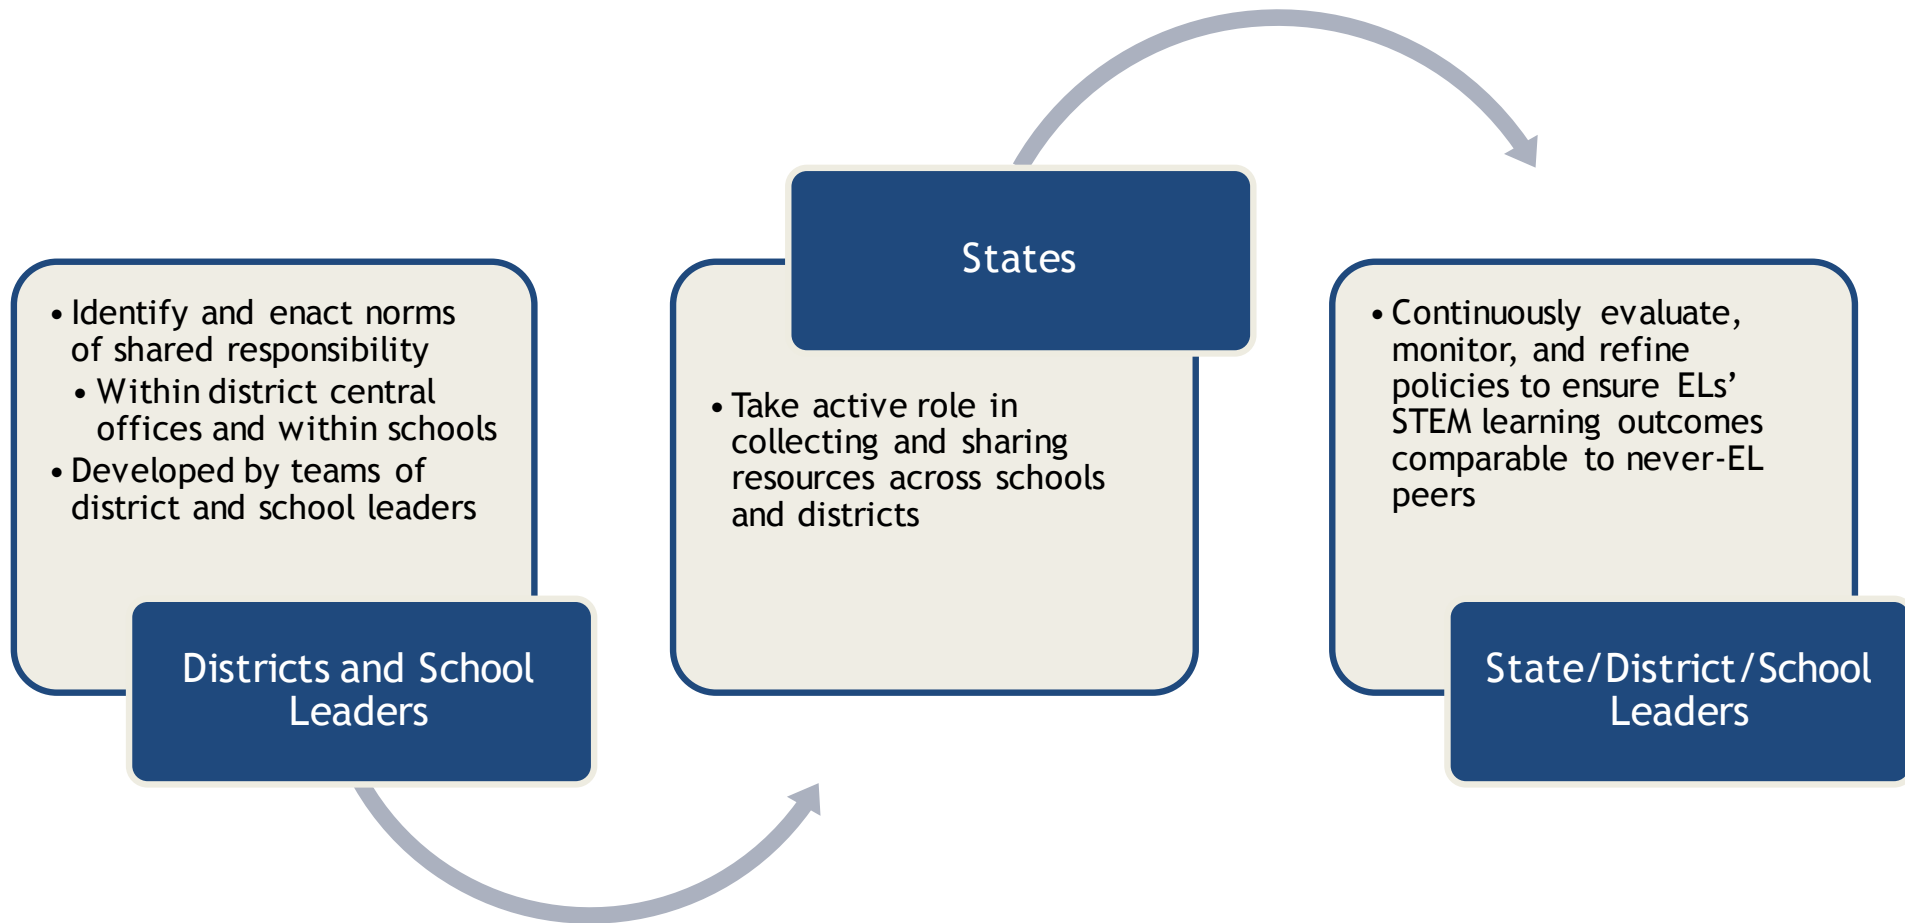 • Identify and enact norms
of shared responsibility
• Within district central
offices and within schools
• Developed by teams of
district and school leaders
Districts and School
Leaders
States
• Take active role in
collecting and sharing
resources across schools
and districts
• Continuously evaluate,
monitor, and refine
policies to ensure ELs’
STEM learning outcomes
comparable to never-EL
peers
State/District/School
Leaders